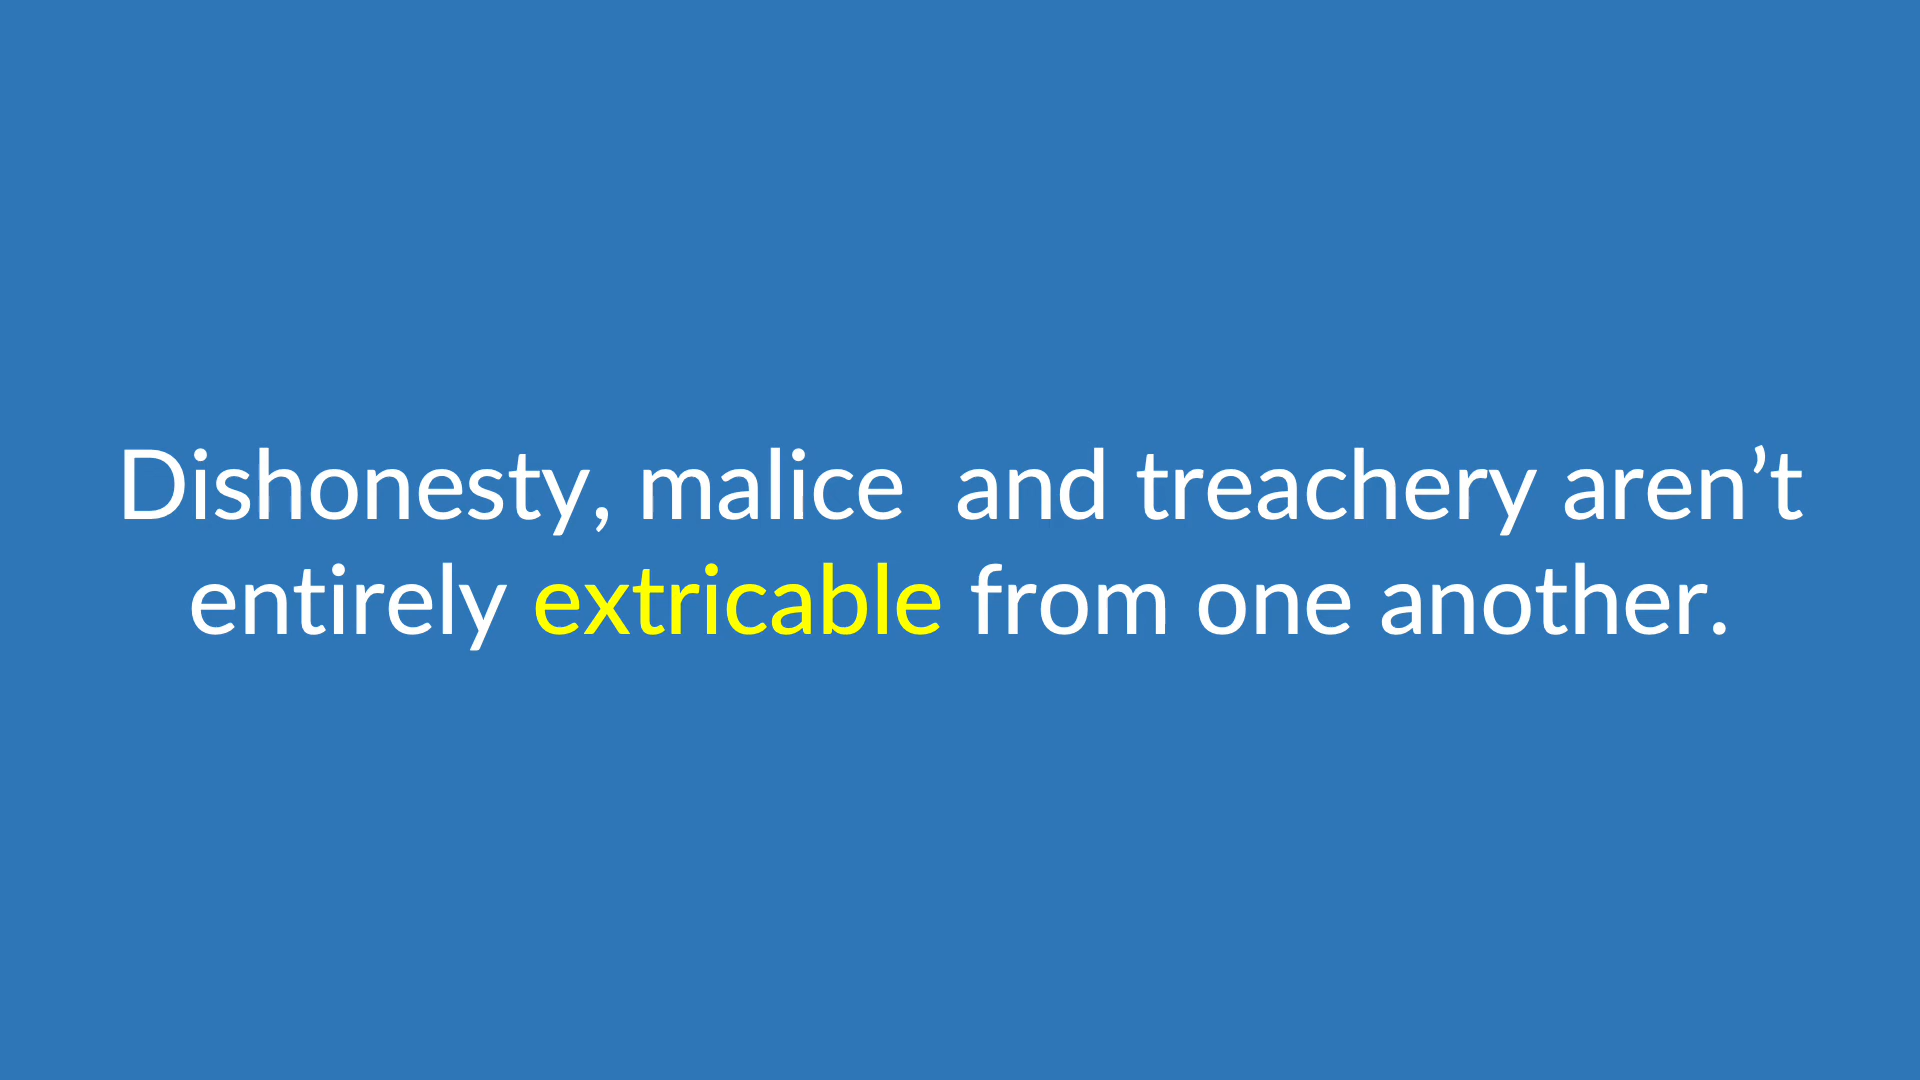 Dishonesty, malice  and treachery aren’t
entirely extricable from one another.